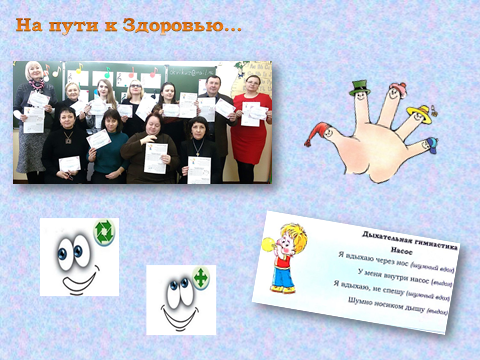 На пути к Здоровью...
Дыхательная гимнастика
Насос
Я вдыхаю через нос (шумный вдох)
У меня внутри насос (выдох)
Я вдыхаю, не спешу (шумный вдох)
Шумно носиком дышу (выдох)